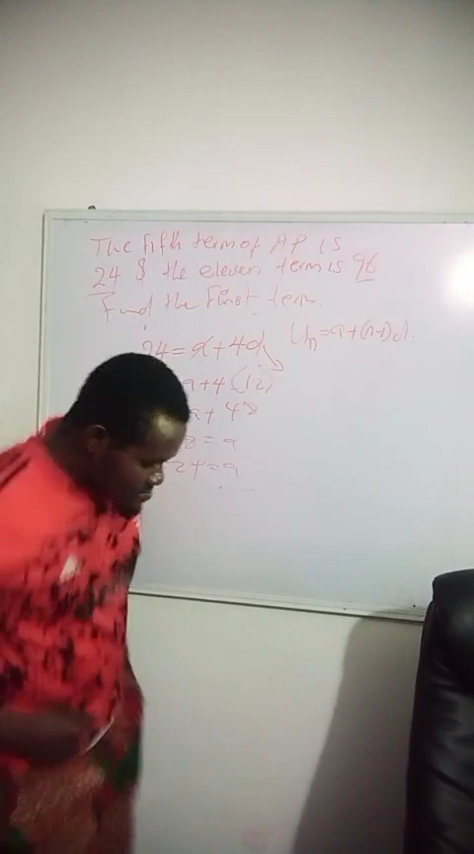 The fifth term of AP is
24 & the eleven term is 96
Find the First term.
Un=a+(n-1)d.
24=a+4d
a+4(12)
a+48
=a
24=a